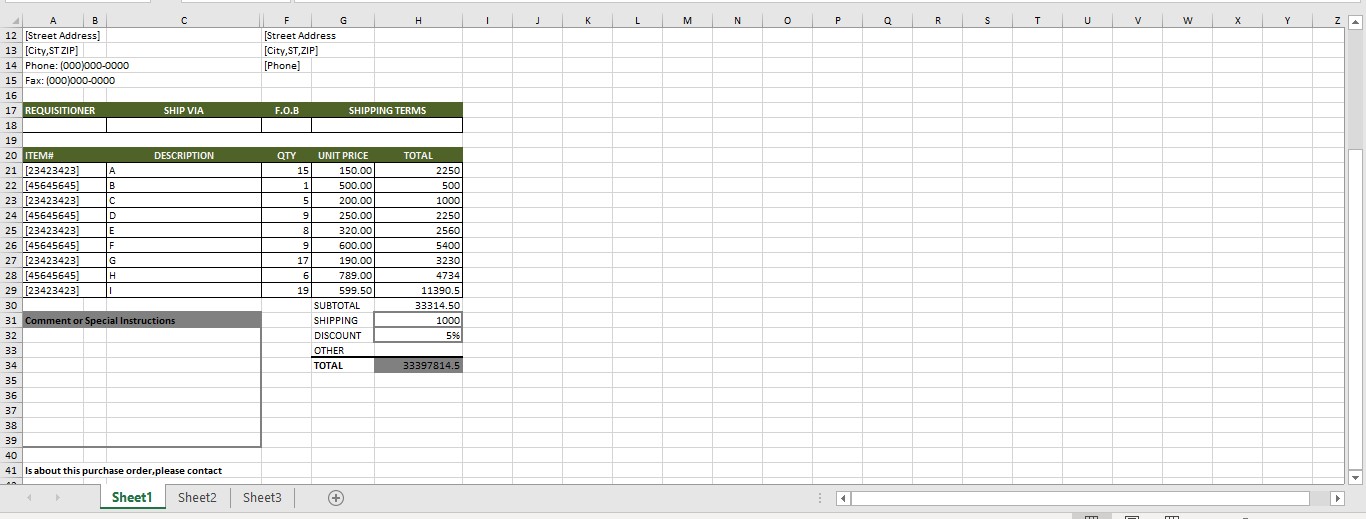 A B C F G H I J K L M N O P Q R S T U V W X Y Z
12 [Street Address] [Street Address
13 [City,ST ZIP] [City,ST,ZIP]
14 Phone: (000)000-0000 [Phone]
15 Fax: (000)000-0000
16
17 REQUISITIONER SHIP VIA F.O.B SHIPPING TERMS
18
19
20 ITEM# DESCRIPTION QTY UNIT PRICE TOTAL
21 [23423423] A 15 150.00 2250
22 [45645645] B 1 500.00 500
23 [23423423] C 5 200.00 1000
24 [45645645] D 9 250.00 2250
25 [23423423] E 8 320.00 2560
26 [45645645] F 9 600.00 5400
27 [23423423] G 17 190.00 3230
28 [45645645] H 6 789.00 4734
29 [23423423] I 19 599.50 11390.5
30 SUBTOTAL 33314.50
31 Comment or Special Instructions SHIPPING 1000
32 DISCOUNT 5%
33 OTHER
34 TOTAL 33397814.5
35
36
37
38
39
40
41 Is about this purchase order,please contact
Sheet1 Sheet2 Sheet3